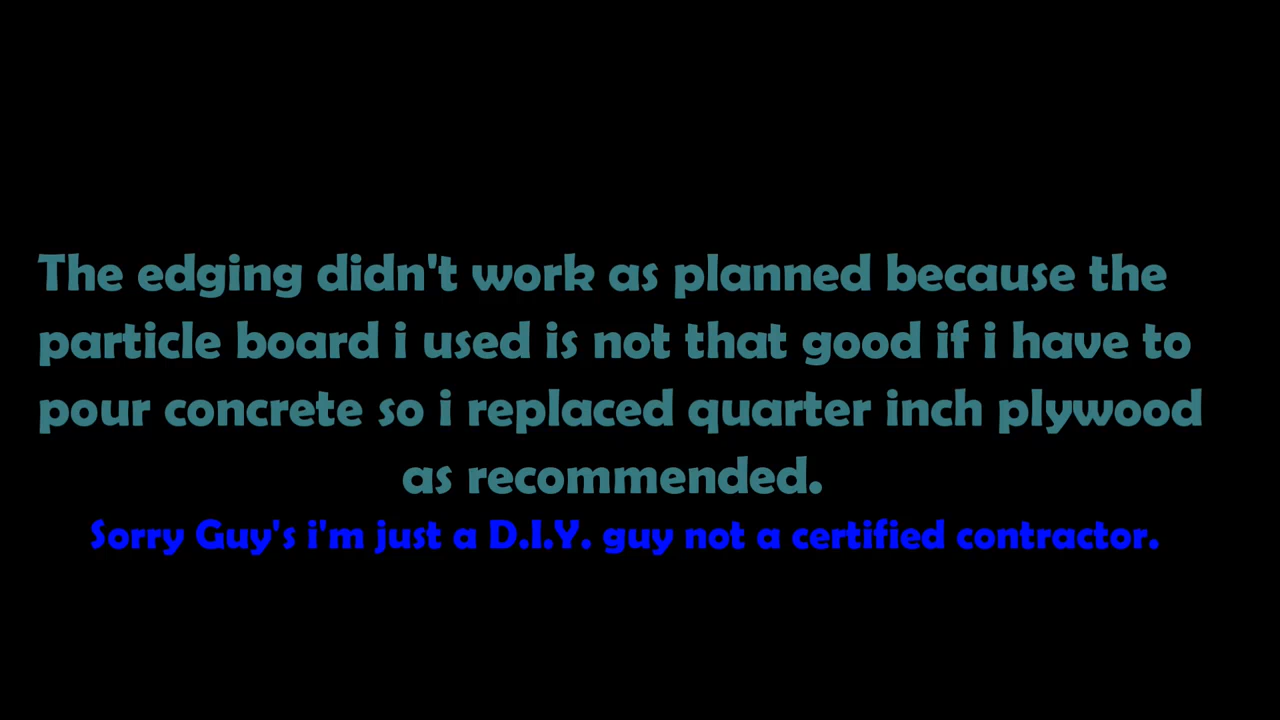 The edging didn't work as planned because the
particle board i used is not that good if i have to
pour concrete so i replaced quarter inch plywood
as recommended.
Sorry Guy's i'm just a D.I.Y. guy not a certified contractor.